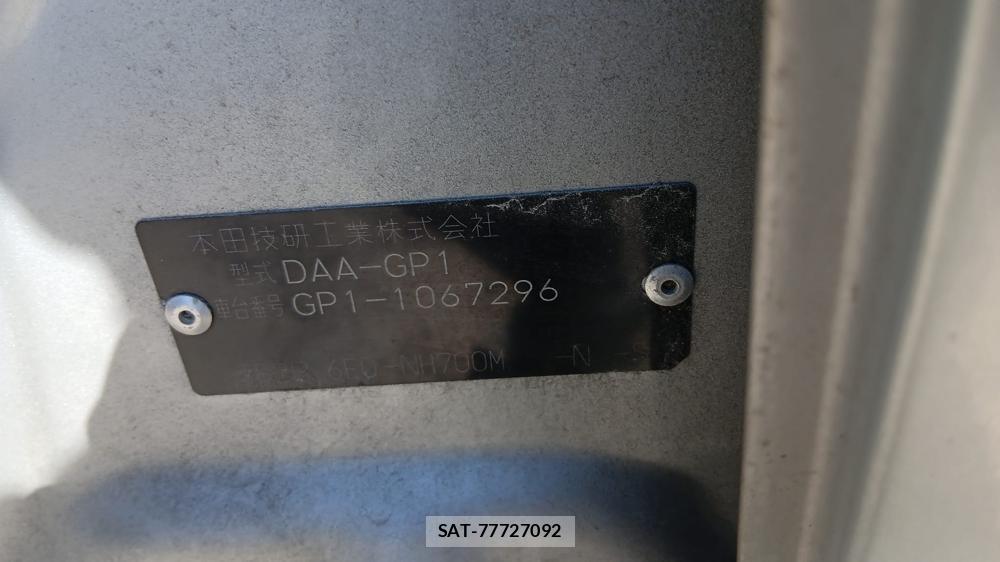 本田技研工業株式会社
型式 DAA-GP1
車台番号 GP1-1067296
NH700M -N
SAT-77727092